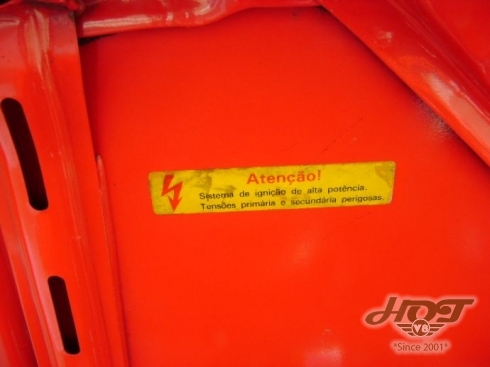 Atenção!
Sistema de ignição de alta potência.
Tensões primária e secundária perigosas.
HOT
V8
"Since 2001"